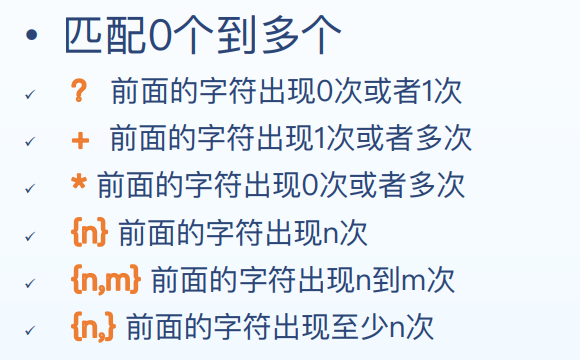 • 匹配0个到多个
✓ ? 前面的字符出现0次或者1次
✓ + 前面的字符出现1次或者多次
✓ * 前面的字符出现0次或者多次
✓ {n} 前面的字符出现n次
✓ {n,m} 前面的字符出现n到m次
✓ {n,} 前面的字符出现至少n次